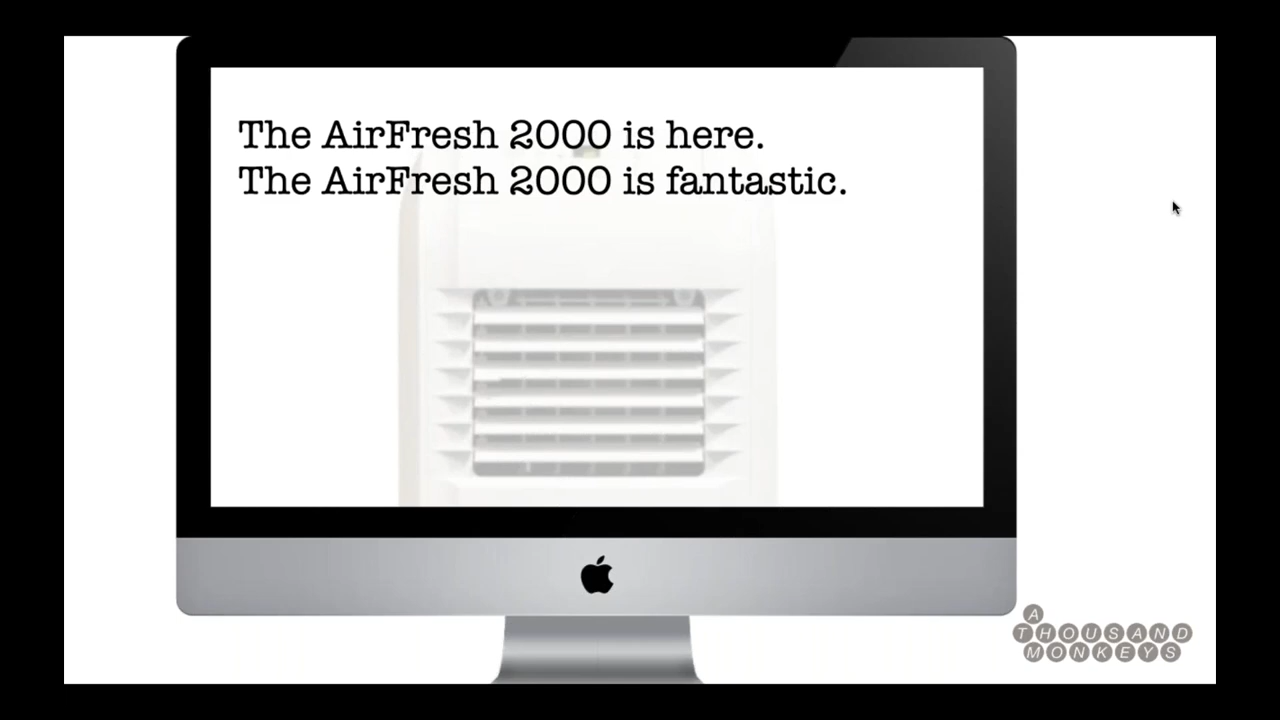 The AirFresh 2000 is here.
The AirFresh 2000 is fantastic.
A
THOUSAND
MONKEYS